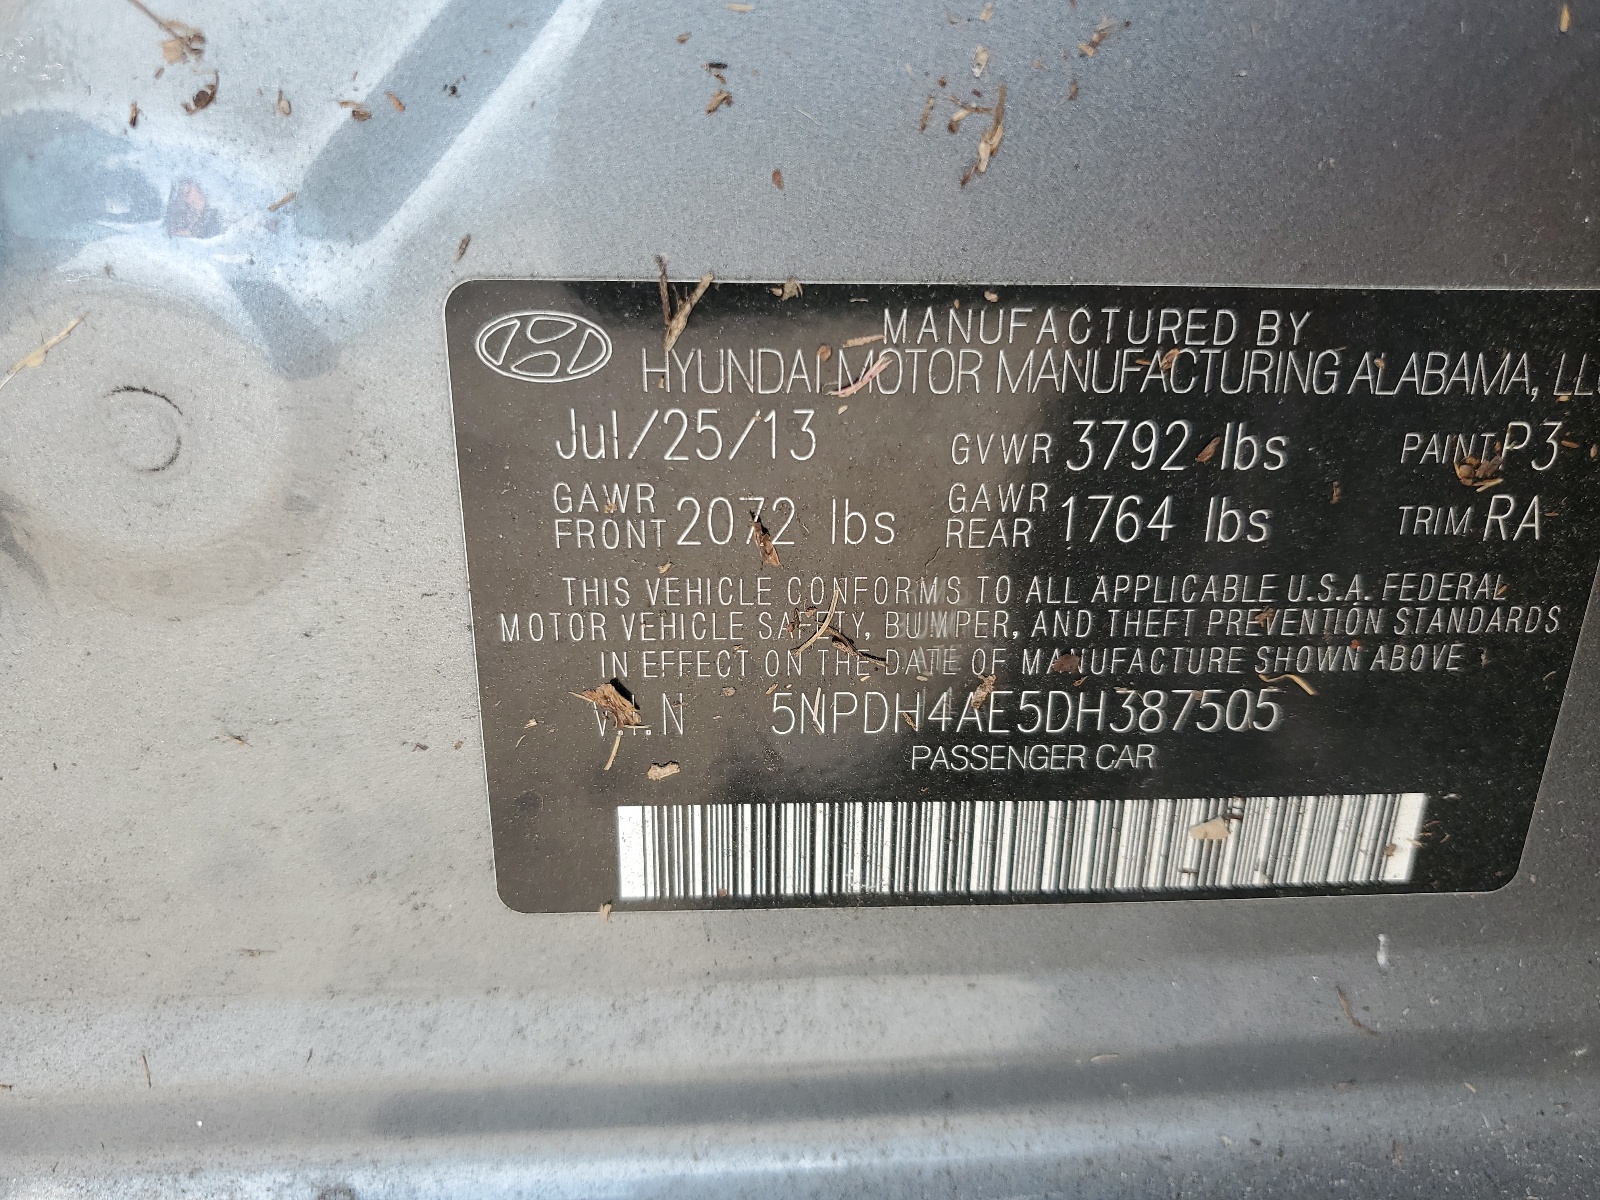 MANUFACTURED BY
HYUNDAI MOTOR MANUFACTURING ALABAMA, LLC
Jul/25/13 GVWR 3792 lbs PAINT P3
GAWR FRONT 2072 lbs GAWR REAR 1764 lbs TRIM RA
THIS VEHICLE CONFORMS TO ALL APPLICABLE U.S.A. FEDERAL
MOTOR VEHICLE SAFETY, BUMPER, AND THEFT PREVENTION STANDARDS
IN EFFECT ON THE DATE OF MANUFACTURE SHOWN ABOVE
V.I.N 5NPDH4AE5DH387505
PASSENGER CAR